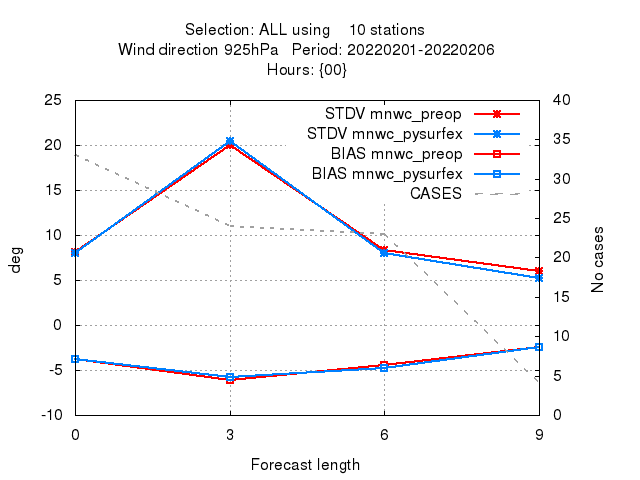 Selection: ALL using 10 stations
Wind direction 925hPa Period: 20220201-20220206
Hours: {00}
STDV mnwc_preop
STDV mnwc_pysurfex
BIAS mnwc_preop
BIAS mnwc_pysurfex
CASES
deg
25
20
15
10
5
0
-5
-10
No cases
40
35
30
25
20
15
10
5
0
0 3 6 9
Forecast length